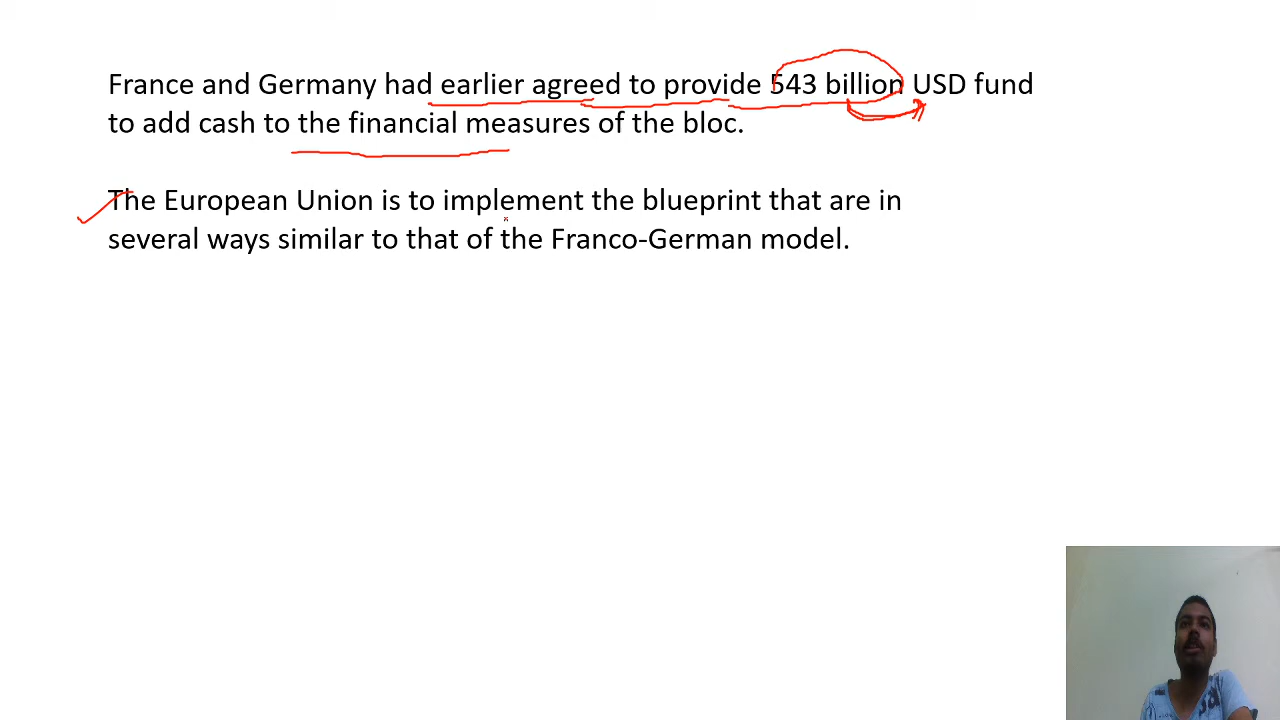 France and Germany had earlier agreed to provide 543 billion USD fund
to add cash to the financial measures of the bloc.
The European Union is to implement the blueprint that are in
several ways similar to that of the Franco-German model.